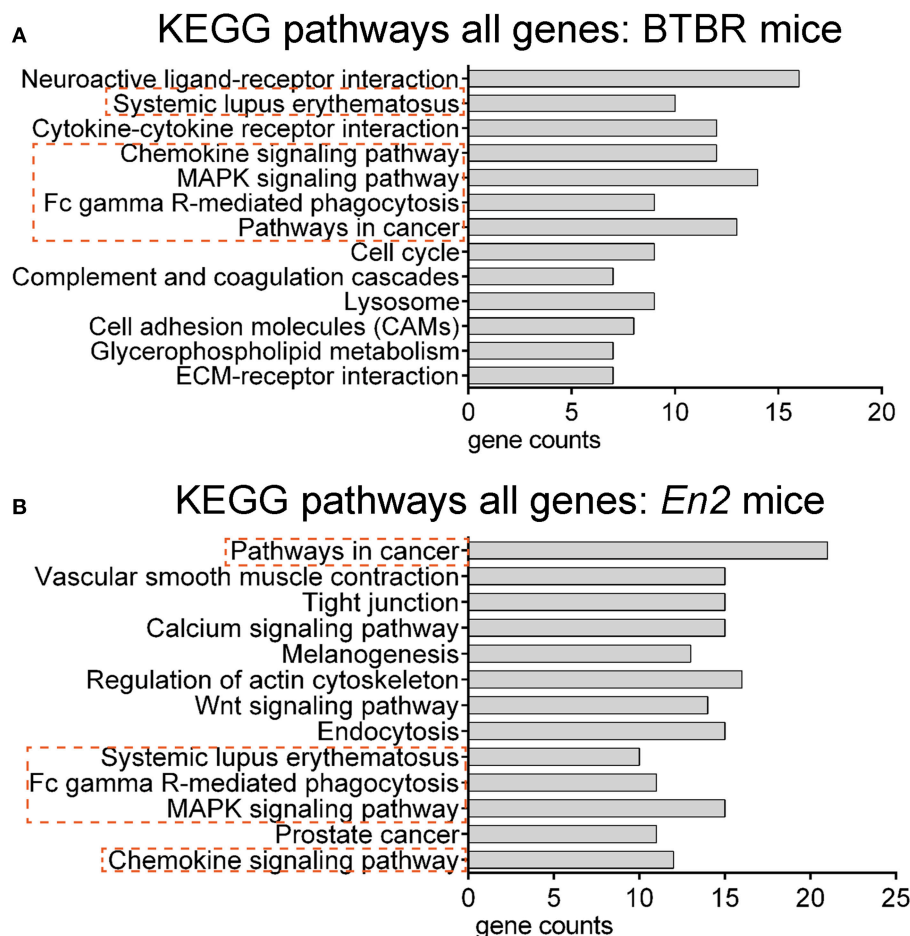 A
KEGG pathways all genes: BTBR mice
Neuroactive ligand-receptor interaction
Systemic lupus erythematosus
Cytokine-cytokine receptor interaction
Chemokine signaling pathway
MAPK signaling pathway
Fc gamma R-mediated phagocytosis
Pathways in cancer
Cell cycle
Complement and coagulation cascades
Lysosome
Cell adhesion molecules (CAMs)
Glycerophospholipid metabolism
ECM-receptor interaction
0 5 10 15 20
gene counts
B
KEGG pathways all genes: En2 mice
Pathways in cancer
Vascular smooth muscle contraction
Tight junction
Calcium signaling pathway
Melanogenesis
Regulation of actin cytoskeleton
Wnt signaling pathway
Endocytosis
Systemic lupus erythematosus
Fc gamma R-mediated phagocytosis
MAPK signaling pathway
Prostate cancer
Chemokine signaling pathway
0 5 10 15 20 25
gene counts